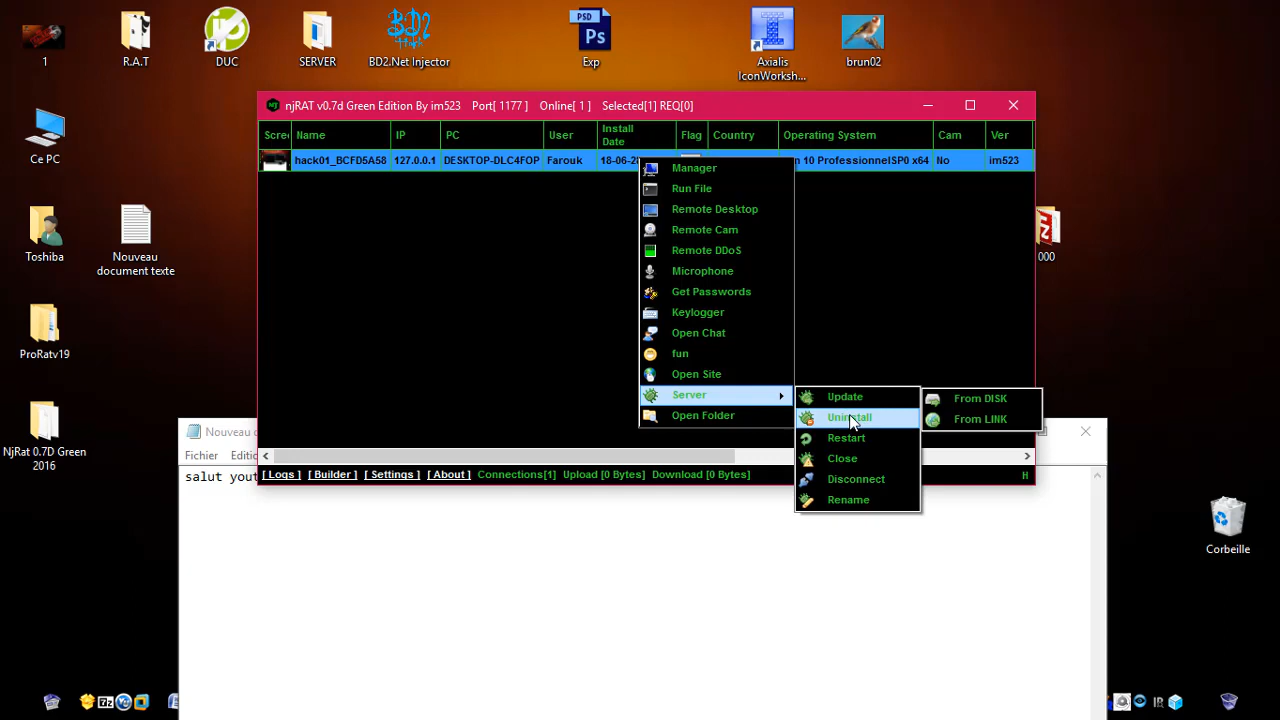 1
R.A.T
DUC
SERVER
BD2.Net Injector
PSD
Ps
Exp
Axialis
IconWorksh...
brun02
njRAT v0.7d Green Edition By im523 Port[ 1177 ] Online[ 1 ] Selected[1] REQ[0]
Name IP PC User Install Date Flag Country Operating System Cam Ver
hack01_BCFD5A58 127.0.0.1 DESKTOP-DLC4FOP Farouk 18-06- n 10 ProfessionnelSP0 x64 No im523
Manager
Run File
Remote Desktop
Remote Cam
Remote DDoS
Microphone
Get Passwords
Keylogger
Open Chat
fun
Open Site
Server
Open Folder
Update
Uninstall
Restart
Close
Disconnect
Rename
From DISK
From LINK
[ Logs ] [ Builder ] [ Settings ] [ About ] Connections[1] Upload [0 Bytes] Download [0 Bytes] H
Ce PC
Toshiba
Nouveau
document texte
ProRatv19
NjRat 0.7D Green
2016
000
Corbeille
Nouveau
Fichier Editi
salut yout